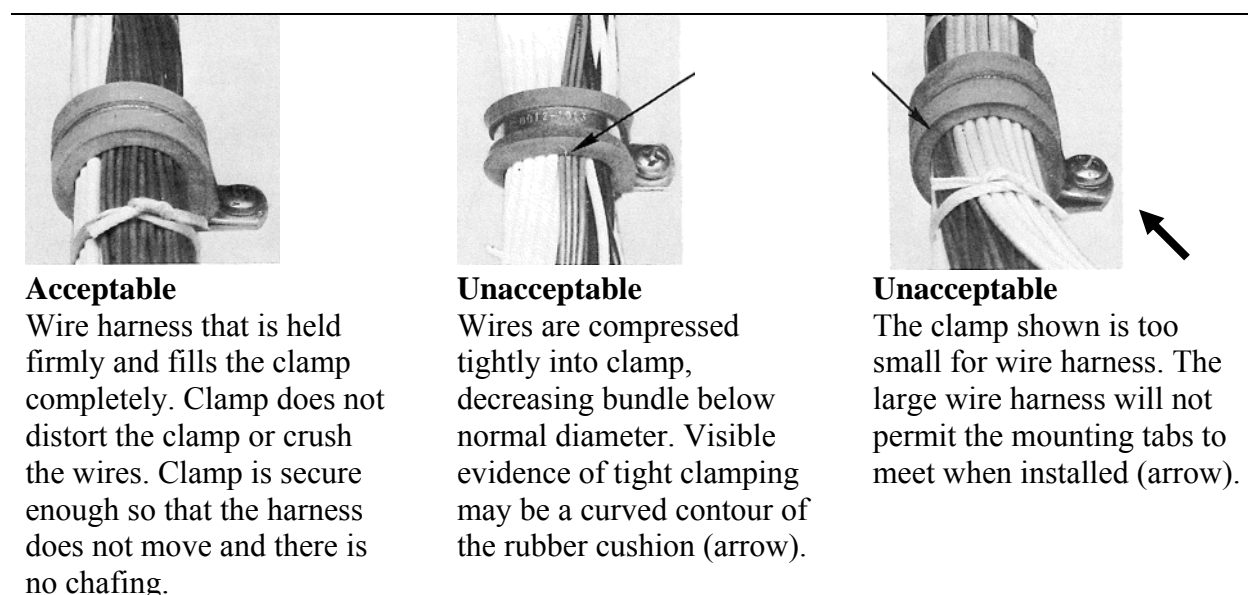 Acceptable
Wire harness that is held
firmly and fills the clamp
completely. Clamp does not
distort the clamp or crush
the wires. Clamp is secure
enough so that the harness
does not move and there is
no chafing.
Unacceptable
Wires are compressed
tightly into clamp,
decreasing bundle below
normal diameter. Visible
evidence of tight clamping
may be a curved contour of
the rubber cushion (arrow).
Unacceptable
The clamp shown is too
small for wire harness. The
large wire harness will not
permit the mounting tabs to
meet when installed (arrow).